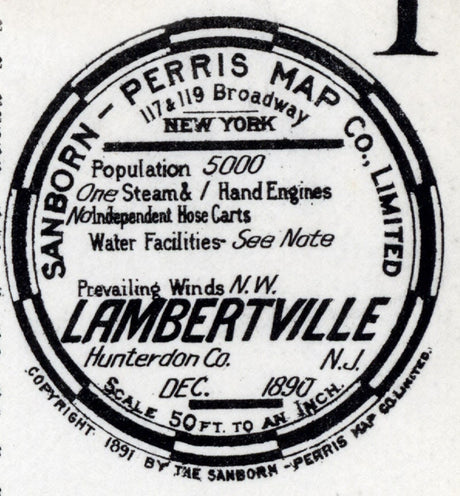 SANBORN - PERRIS MAP CO., LIMITED
117 & 119 Broadway
NEW YORK
Population 5000
One Steam & 1 Hand Engines
No Independent Hose Carts
Water Facilities - See Note
Prevailing Winds N.W.
LAMBERTVILLE
Hunterdon Co. N.J.
DEC. 1890
SCALE 50 FT. TO AN INCH.
COPYRIGHT 1891 BY THE SANBORN - PERRIS MAP CO. LIMITED.